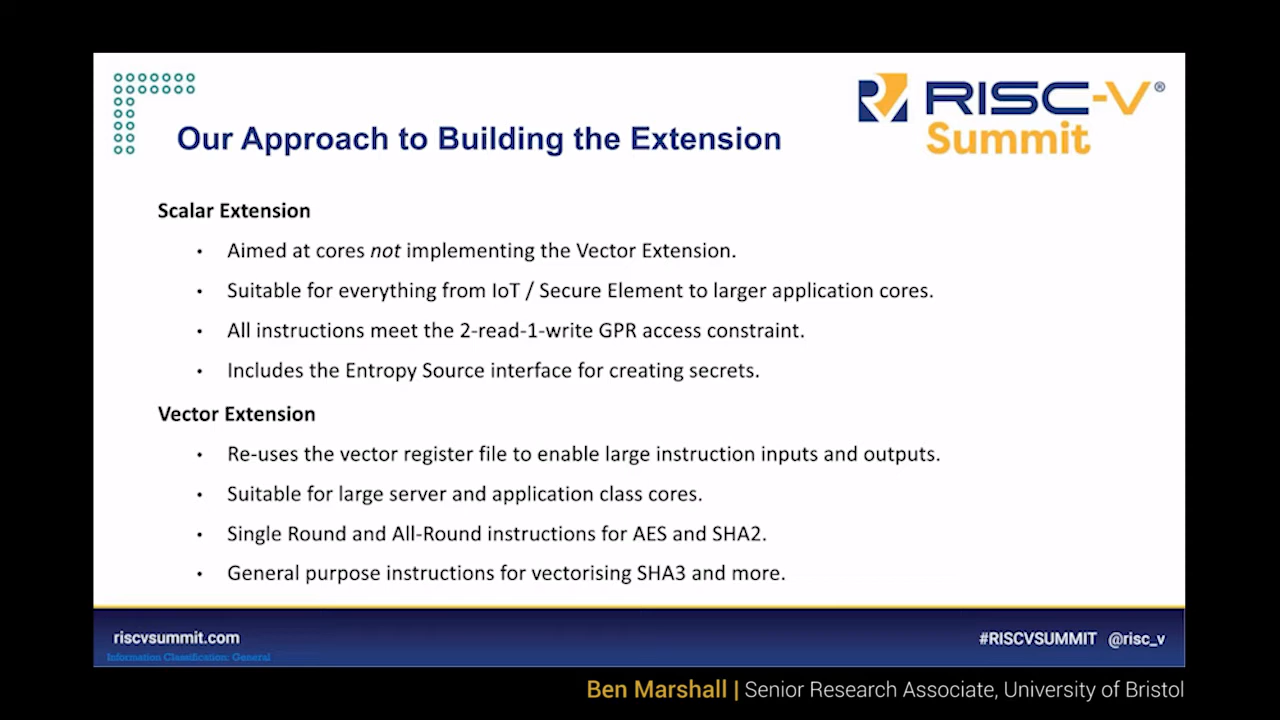 RISC-V®
Summit
Our Approach to Building the Extension
Scalar Extension
• Aimed at cores not implementing the Vector Extension.
• Suitable for everything from IoT / Secure Element to larger application cores.
• All instructions meet the 2-read-1-write GPR access constraint.
• Includes the Entropy Source interface for creating secrets.
Vector Extension
• Re-uses the vector register file to enable large instruction inputs and outputs.
• Suitable for large server and application class cores.
• Single Round and All-Round instructions for AES and SHA2.
• General purpose instructions for vectorising SHA3 and more.
riscvsummit.com
#RISCVSUMMIT @risc_v
Information Classification: General
Ben Marshall | Senior Research Associate, University of Bristol